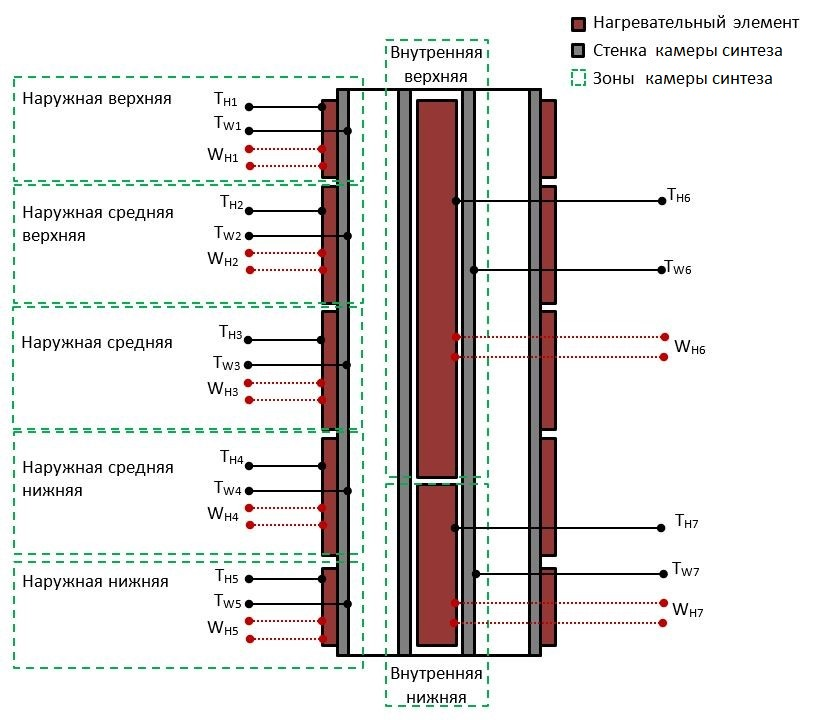 Нагревательный элемент
Стенка камеры синтеза
Зоны камеры синтеза
Внутренняя
верхняя
Наружная верхняя
TH1
TW1
WH1
Наружная средняя
верхняя
TH2
TW2
WH2
Наружная средняя
TH3
TW3
WH3
Наружная средняя
нижняя
TH4
TW4
WH4
Наружная нижняя
TH5
TW5
WH5
TH6
TW6
WH6
TH7
TW7
WH7
Внутренняя
нижняя